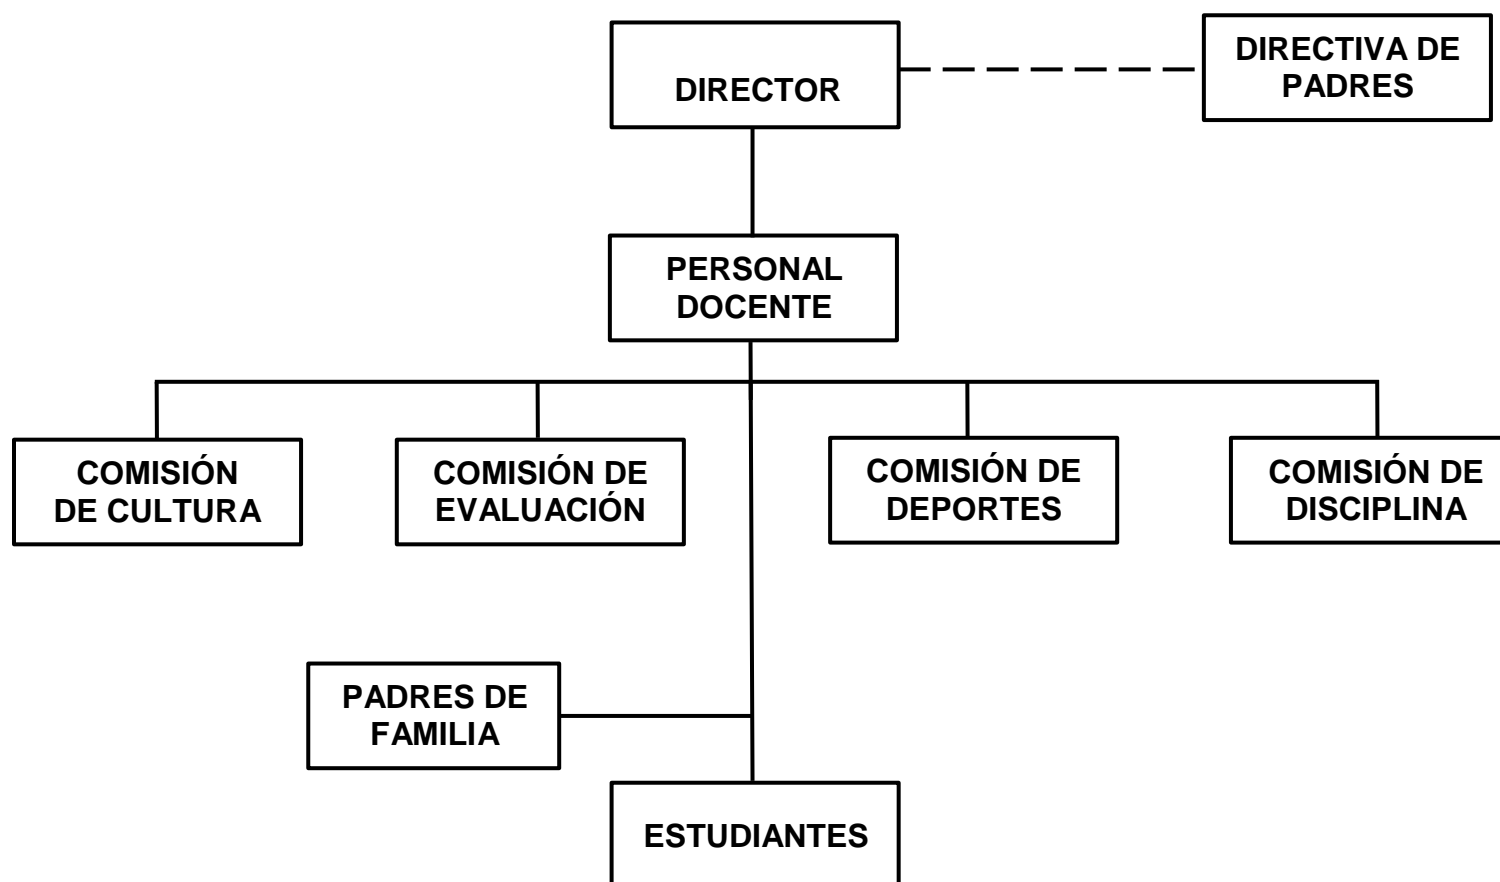 DIRECTOR
DIRECTIVA DE
PADRES
PERSONAL
DOCENTE
COMISIÓN
DE CULTURA
COMISIÓN DE
EVALUACIÓN
COMISIÓN DE
DEPORTES
COMISIÓN DE
DISCIPLINA
PADRES DE
FAMILIA
ESTUDIANTES